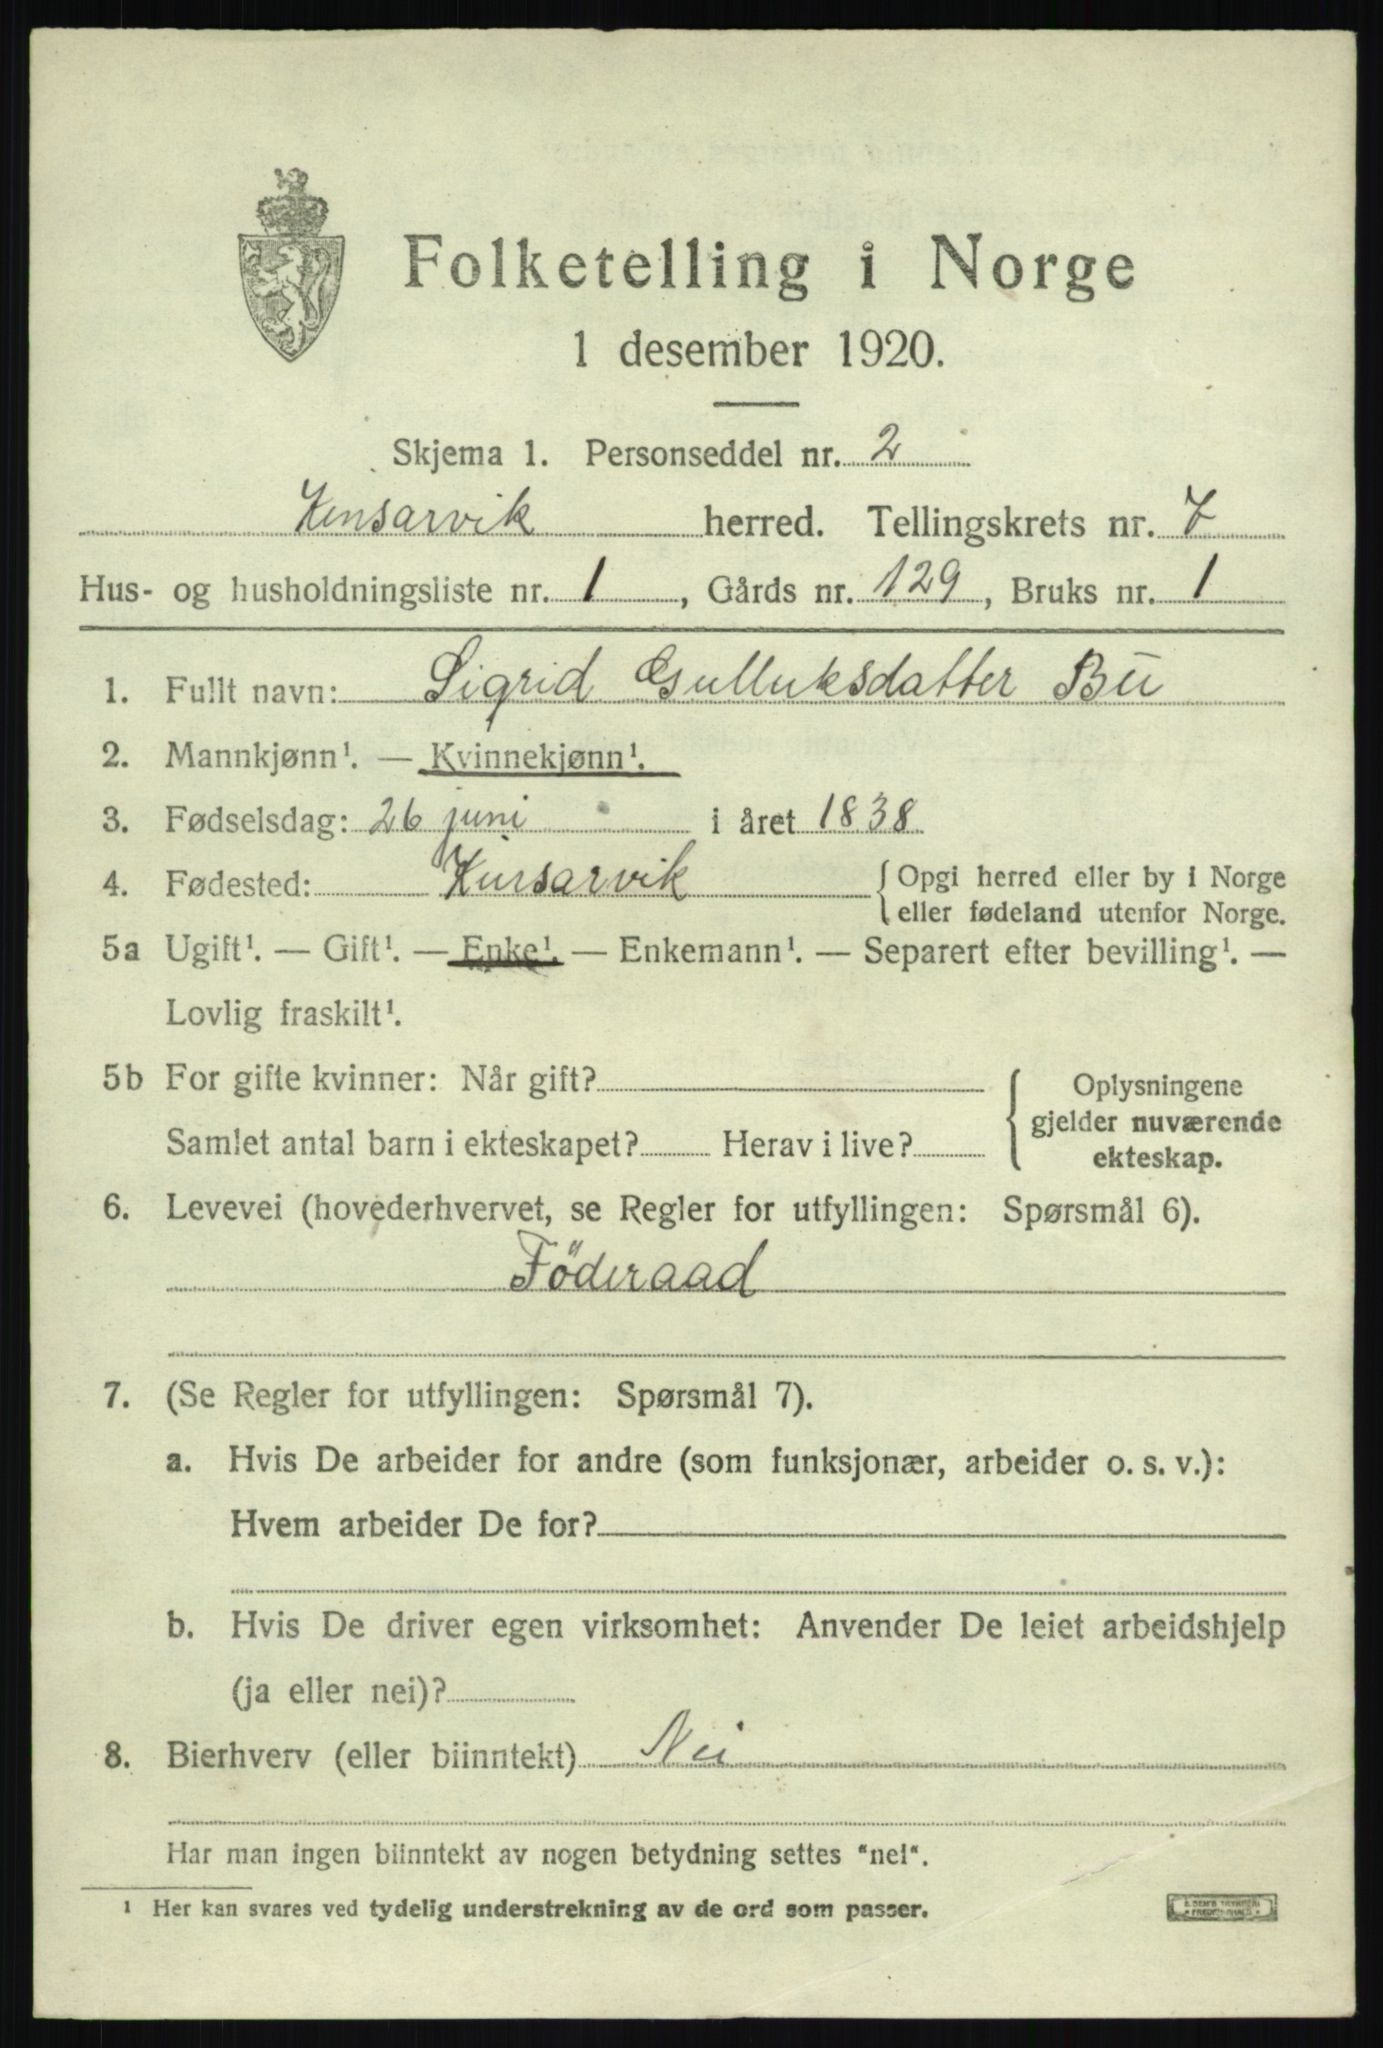 Folketelling i Norge
1 desember 1920.
Skjema 1. Personseddel nr. 2
Kinsarvik herred. Tellingskrets nr. 7
Hus- og husholdningsliste nr. 1, Gårds nr. 129, Bruks nr. 1
1. Fullt navn: Sigrid Gulluksdatter Bu
2. Mannkjønn¹. — Kvinnekjønn¹.
3. Fødselsdag: 26 juni i året 1838
4. Fødested: Kinsarvik { Opgi herred eller by i Norge
eller fødeland utenfor Norge.
5a Ugift¹. — Gift¹. — Enke¹. — Enkemann¹. — Separert efter bevilling¹. —
Lovlig fraskilt¹.
5b For gifte kvinner: Når gift?
Samlet antal barn i ekteskapet? Herav i live?
{ Oplysningene
gjelder nuværende
ekteskap.
6. Levevei (hovederhvervet, se Regler for utfyllingen: Spørsmål 6).
Föderaad
7. (Se Regler for utfyllingen: Spørsmål 7).
a. Hvis De arbeider for andre (som funksjonær, arbeider o. s. v.):
Hvem arbeider De for?
b. Hvis De driver egen virksomhet: Anvender De leiet arbeidshjelp
(ja eller nei)?
8. Bierhverv (eller biinntekt) Nei
Har man ingen biinntekt av nogen betydning settes "nei".
¹ Her kan svares ved tydelig understrekning av de ord som passer.